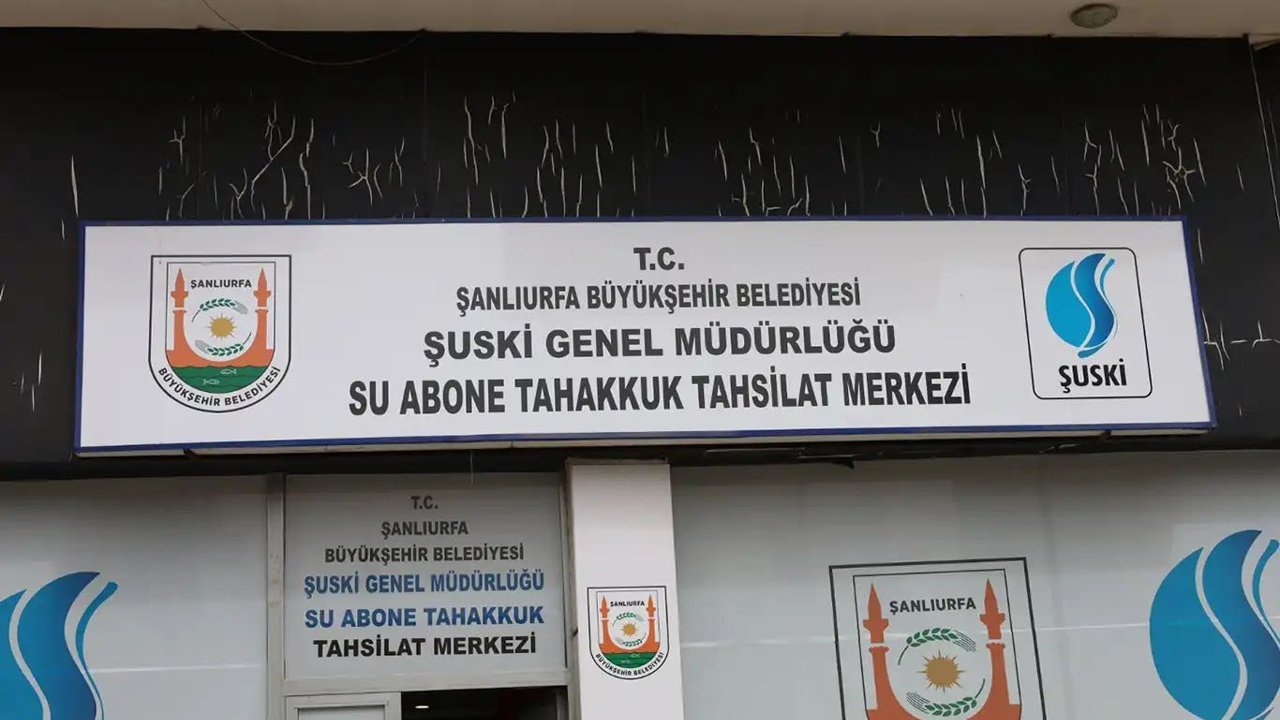 T.C.
ŞANLIURFA BÜYÜKŞEHİR BELEDİYESİ
ŞUSKİ GENEL MÜDÜRLÜĞÜ
SU ABONE TAHAKKUK TAHSİLAT MERKEZİ
ŞANLIURFA
BÜYÜKŞEHİR BELEDİYESİ
ŞUSKİ
T.C.
ŞANLIURFA
BÜYÜKŞEHİR BELEDİYESİ
ŞUSKİ GENEL MÜDÜRLÜĞÜ
SU ABONE TAHAKKUK
TAHSİLAT MERKEZİ
ŞANLIURFA
BÜYÜKŞEHİR BELEDİYESİ
ŞANLIURFA